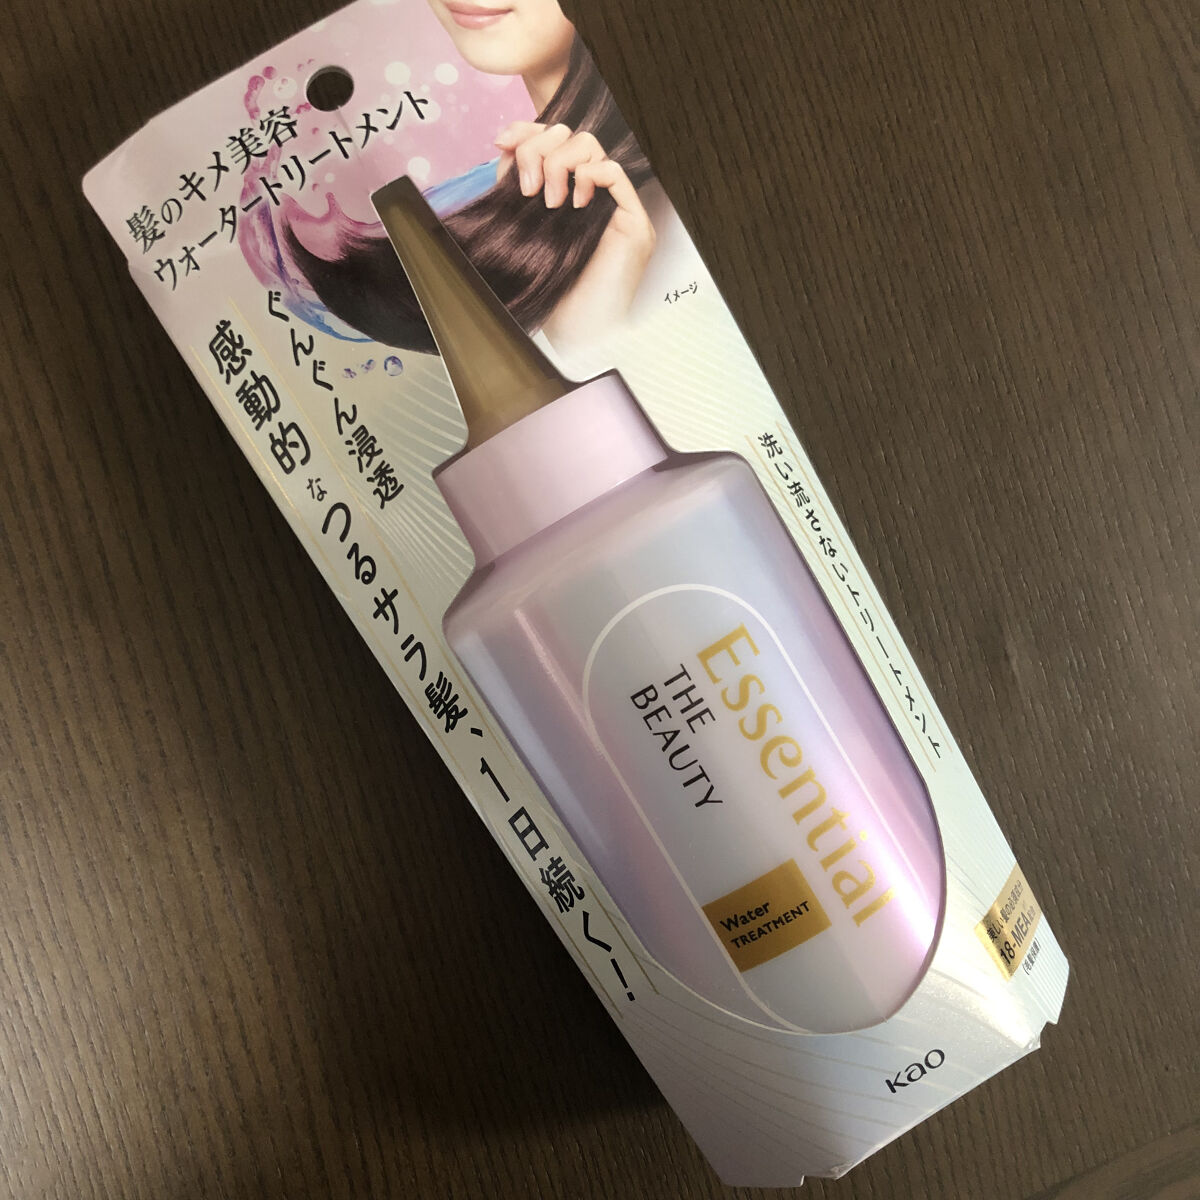 髪のキメ美容
ウォータートリートメント
ぐんぐん浸透
感動的なつるサラ髪、1日続く!
イメージ
洗い流さないトリートメント
Essential
THE
BEAUTY
Water
TREATMENT
18-MEA
kao